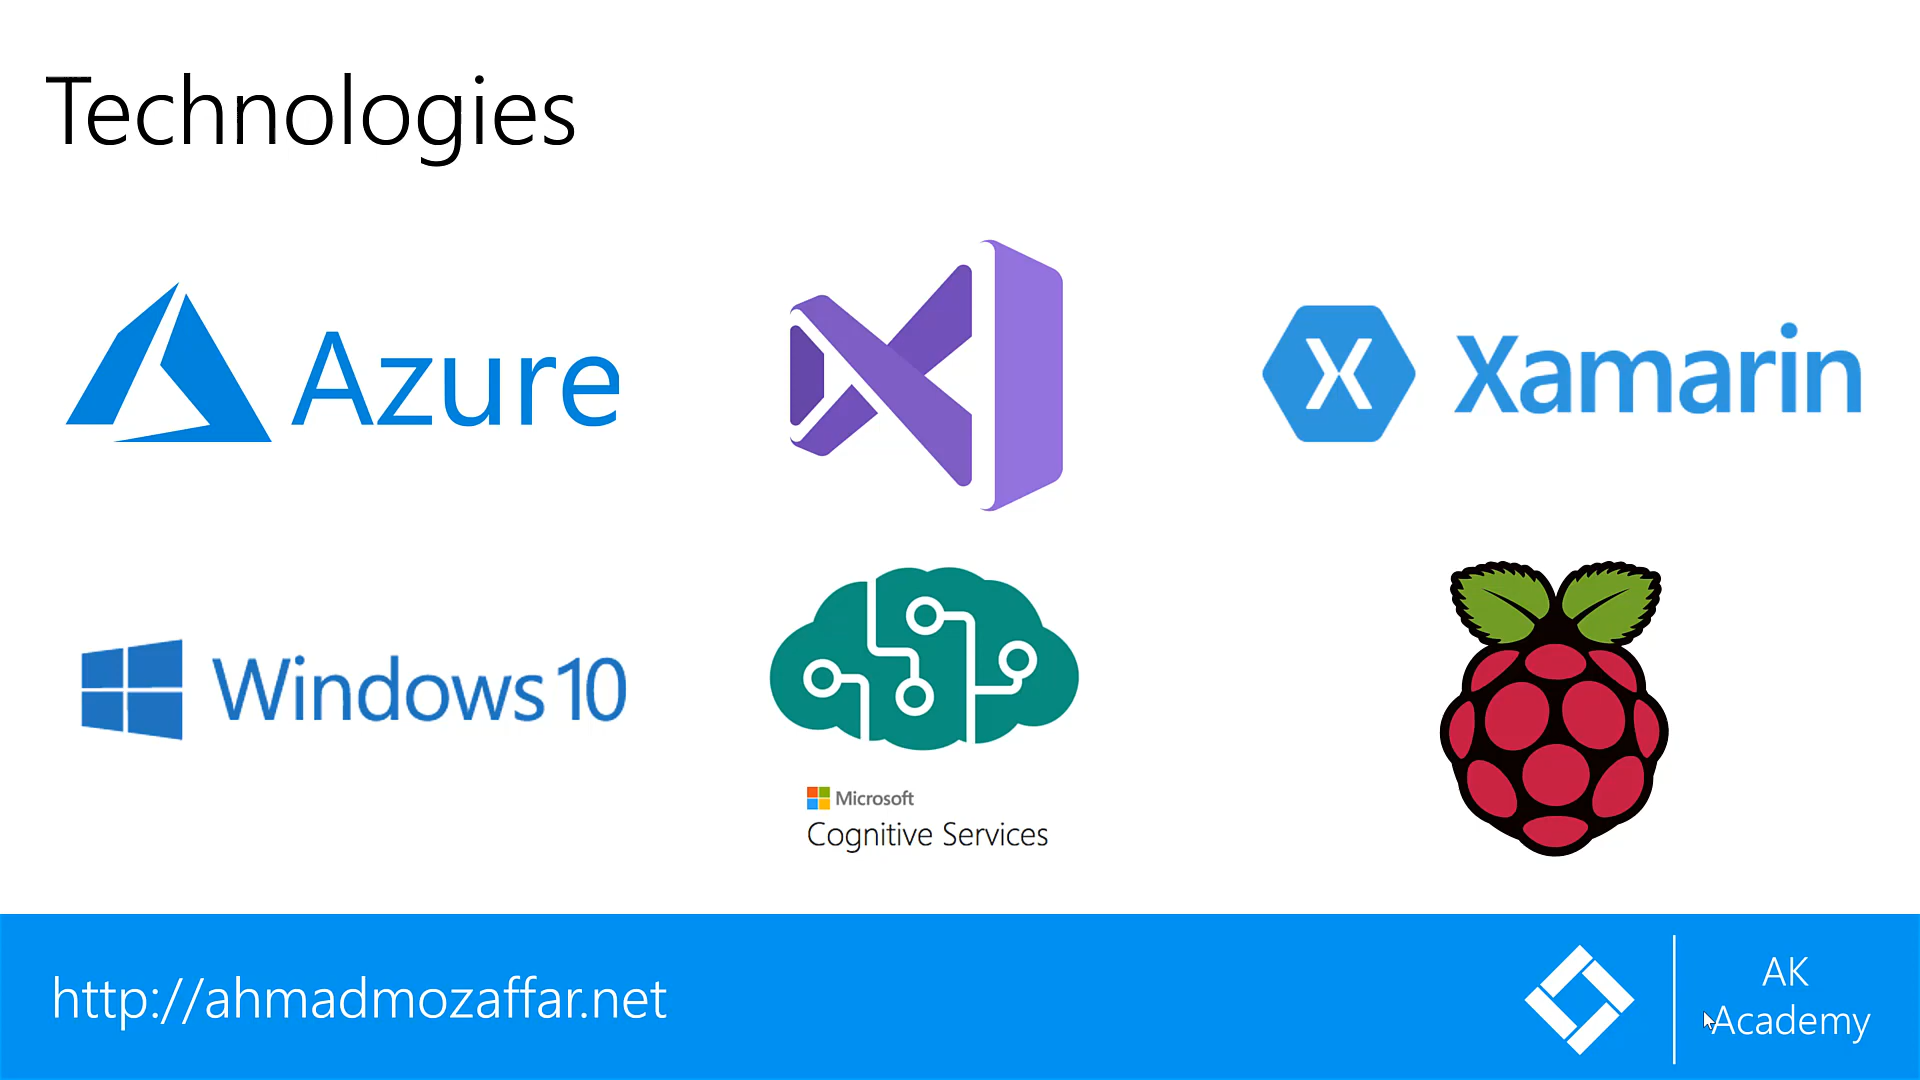 Technologies
Azure
X Xamarin
Windows 10
Microsoft
Cognitive Services
http://ahmadmozaffar.net
AK
Academy